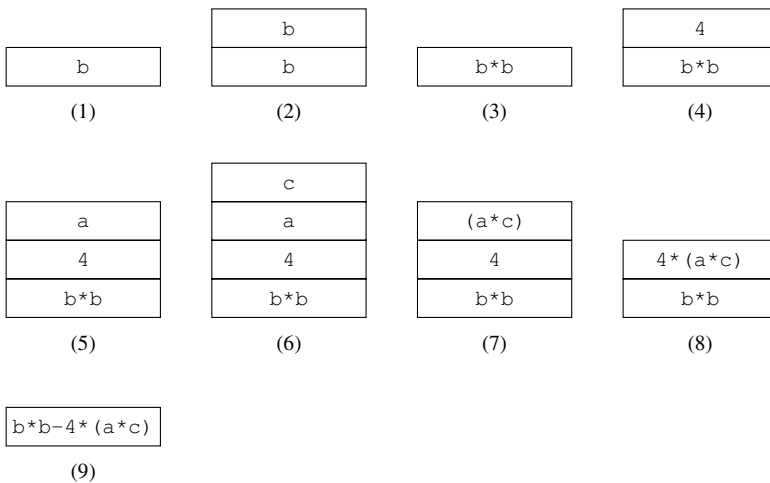 b
b
b
b*b
4
b*b
(1)
(2)
(3)
(4)
a
4
b*b
c
a
4
b*b
(a*c)
4
b*b
4*(a*c)
b*b
(5)
(6)
(7)
(8)
b*b-4*(a*c)
(9)